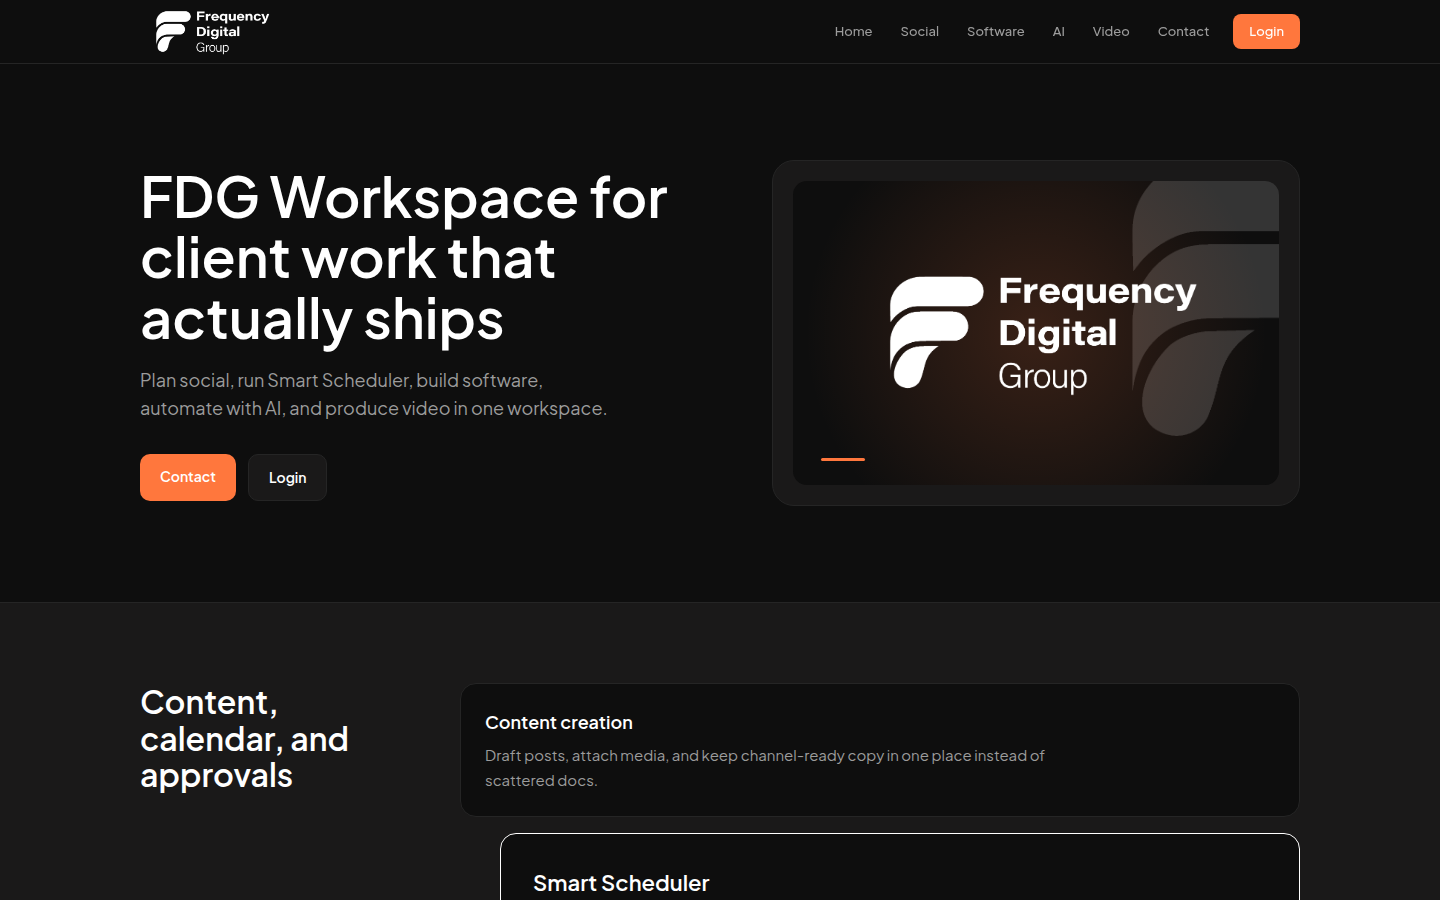 Frequency
Digital
Group
Home
Social
Software
AI
Video
Contact
Login
FDG Workspace for
client work that
actually ships
Plan social, run Smart Scheduler, build software,
automate with AI, and produce video in one workspace.
Contact
Login
Frequency
Digital
Group
Content,
calendar, and
approvals
Content creation
Draft posts, attach media, and keep channel-ready copy in one place instead of
scattered docs.
Smart Scheduler